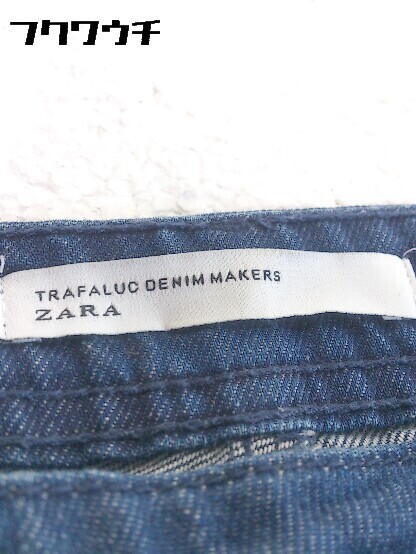 フクワウチ
TRAFALUC DENIM MAKERS
ZARA